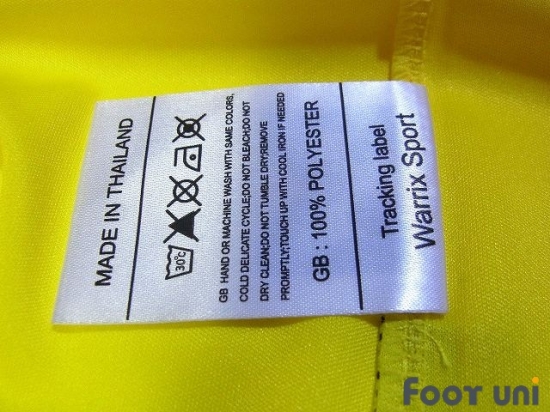 MADE IN THAILAND
30°C
GB HAND OR MACHINE WASH WITH SAME COLORS,
COLD DELICATE CYCLE;DO NOT BLEACH;DO NOT
DRY CLEAN;DO NOT TUMBLE DRY;REMOVE
PROMPTLY;TOUCH UP WITH COOL IRON IF NEEDED
GB : 100% POLYESTER
Tracking label
Warrix Sport
FOOT uni